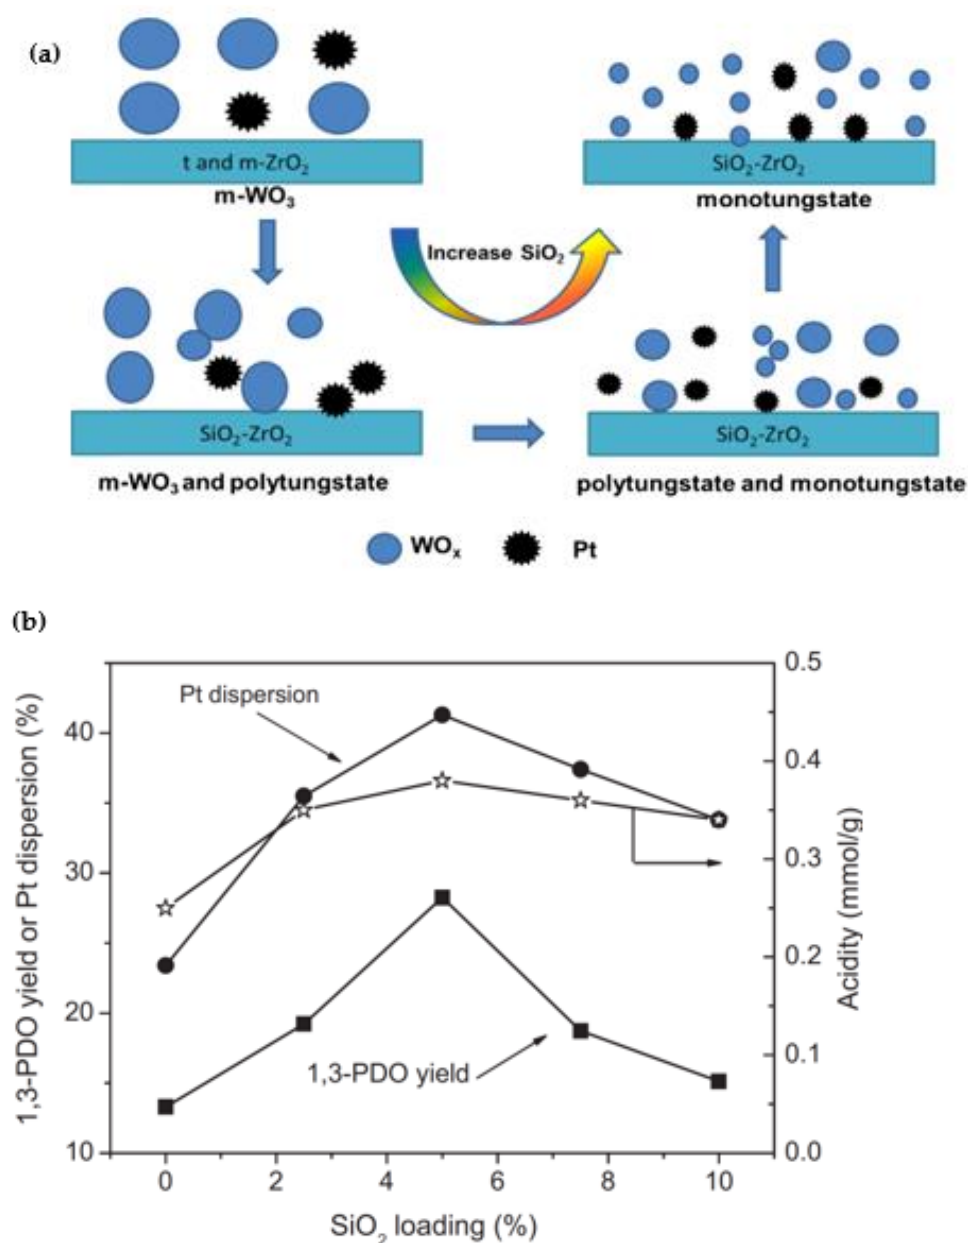 (a)
t and m-ZrO₂
m-WO₃
SiO₂-ZrO₂
monotungstate
Increase SiO₂
SiO₂-ZrO₂
m-WO₃ and polytungstate
SiO₂-ZrO₂
polytungstate and monotungstate
WOₓ
Pt
(b)
1,3-PDO yield or Pt dispersion (%)
40
30
20
10
Pt dispersion
1,3-PDO yield
0.5
0.4
0.3
0.2
0.1
0.0
Acidity (mmol/g)
0 2 4 6 8 10
SiO₂ loading (%)